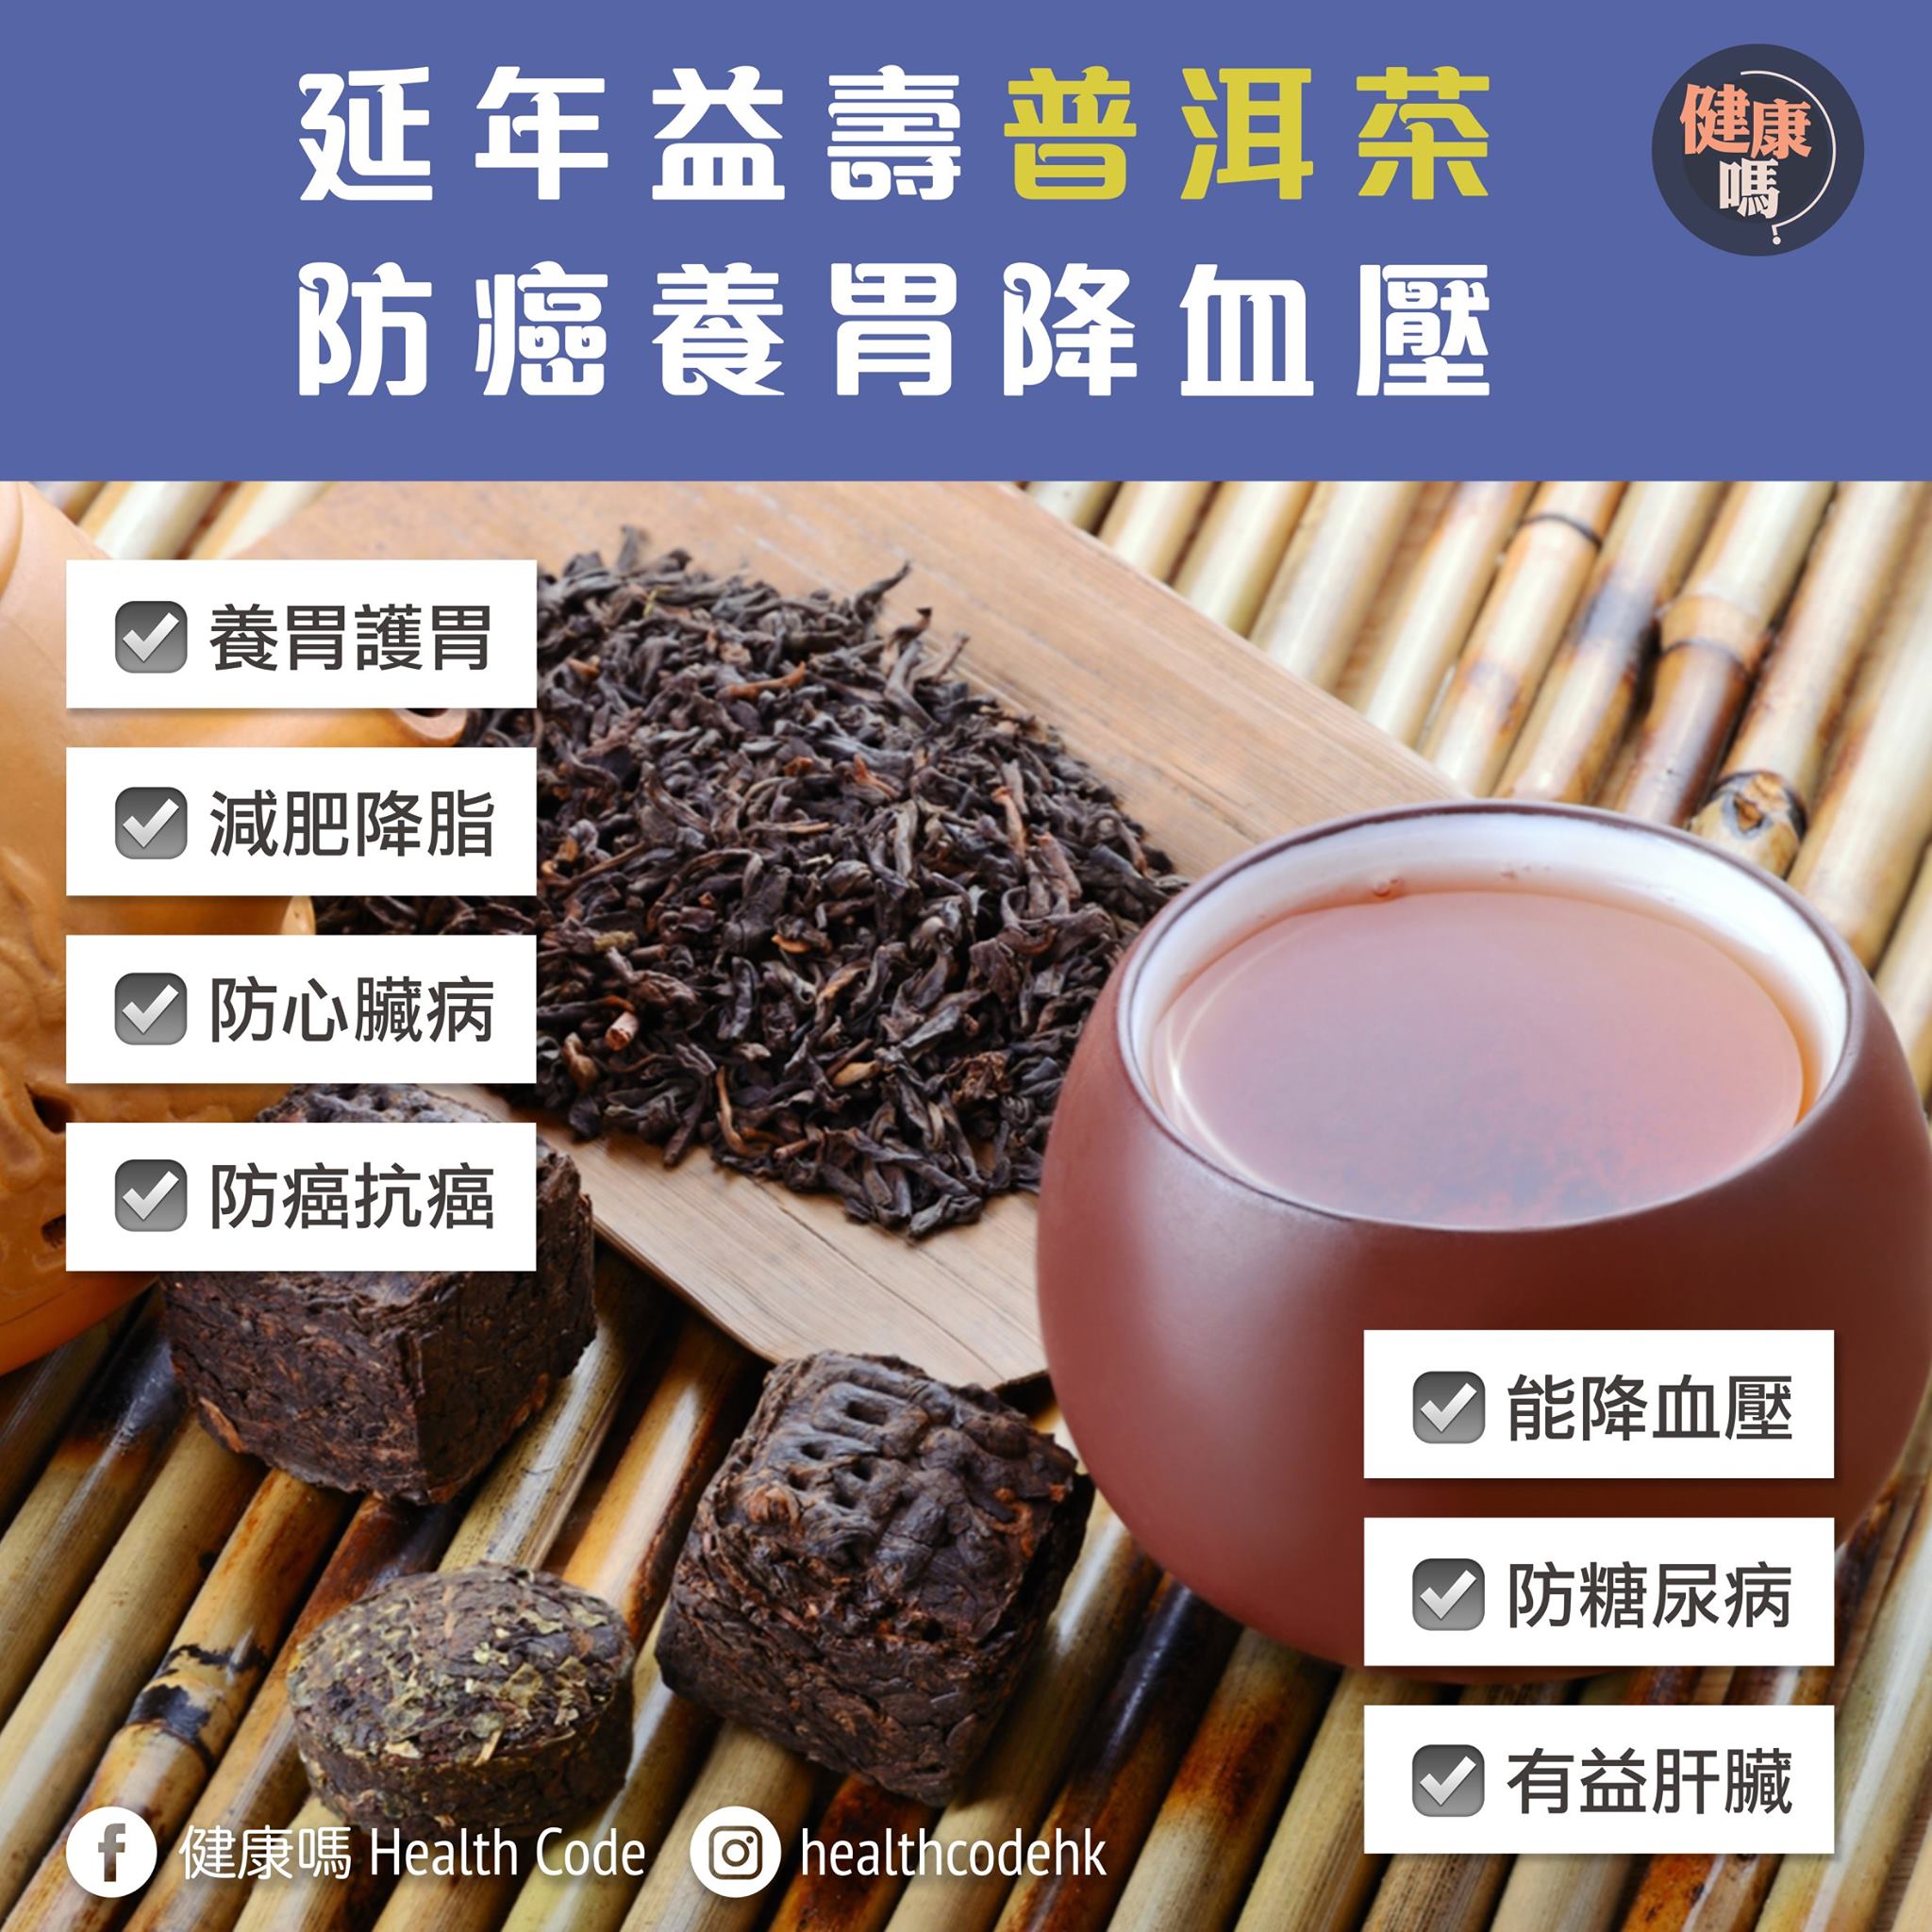 延年益壽普洱茶
防癌養胃降血壓
健康
嗎?
養胃護胃
減肥降脂
防心臟病
防癌抗癌
能降血壓
防糖尿病
有益肝臟
健康嗎 Health Code
healthcodehk